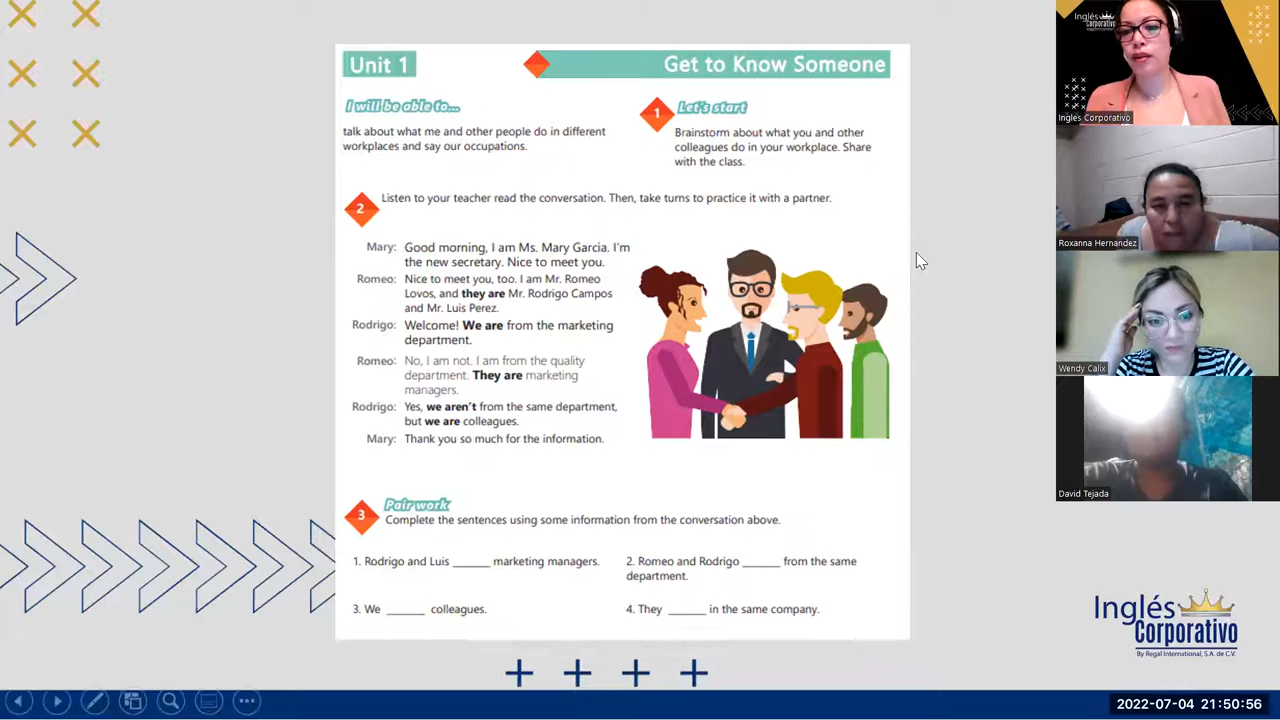 Unit 1
Get to Know Someone
I will be able to...
talk about what me and other people do in different
workplaces and say our occupations.
1
Let's start
Brainstorm about what you and other
colleagues do in your workplace. Share
with the class.
2
Listen to your teacher read the conversation. Then, take turns to practice it with a partner.
Mary: Good morning, I am Ms. Mary Garcia. I'm
the new secretary. Nice to meet you.
Romeo: Nice to meet you, too. I am Mr. Romeo
Lovos, and they are Mr. Rodrigo Campos
and Mr. Luis Perez.
Rodrigo: Welcome! We are from the marketing
department.
Romeo: No, I am not. I am from the quality
department. They are marketing
managers.
Rodrigo: Yes, we aren't from the same department,
but we are colleagues.
Mary: Thank you so much for the information.
3
Pair work
Complete the sentences using some information from the conversation above.
1. Rodrigo and Luis ______ marketing managers.
2. Romeo and Rodrigo ______ from the same
department.
3. We ______ colleagues.
4. They ______ in the same company.
Inglés
Corporativo
Inglés Corporativo
Roxanna Hernandez
Wendy Calix
David Tejada
Inglés
Corporativo
By Regal International, S.A. de C.V.
2022-07-04 21:50:56